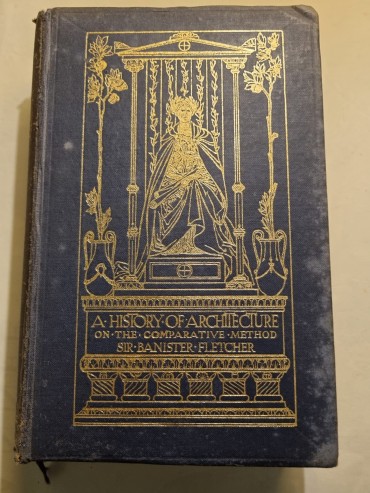 A·HISTORY·OF·ARCHITECTURE
ON·THE·COMPARATIVE·METHOD
SIR·BANISTER·FLETCHER